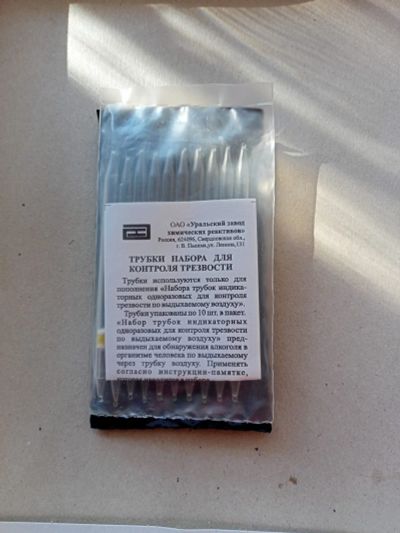 ОАО «Уральский завод
химических реактивов»
Россия, 624096, Свердловская обл.,
г. В. Пышма, ул. Ленина, 131
ТРУБКИ НАБОРА ДЛЯ
КОНТРОЛЯ ТРЕЗВОСТИ
Трубки используются только для
пополнения «Набора трубок индика-
торных одноразовых для контроля
трезвости по выдыхаемому воздуху».
Трубки упакованы по 10 шт. в пакет.
«Набор трубок индикаторных
одноразовых для контроля трезвости
по выдыхаемому воздуху» пред-
назначен для обнаружения алкоголя в
организме человека по выдыхаемому
через трубку воздуху. Применять
согласно инструкции-памятке,